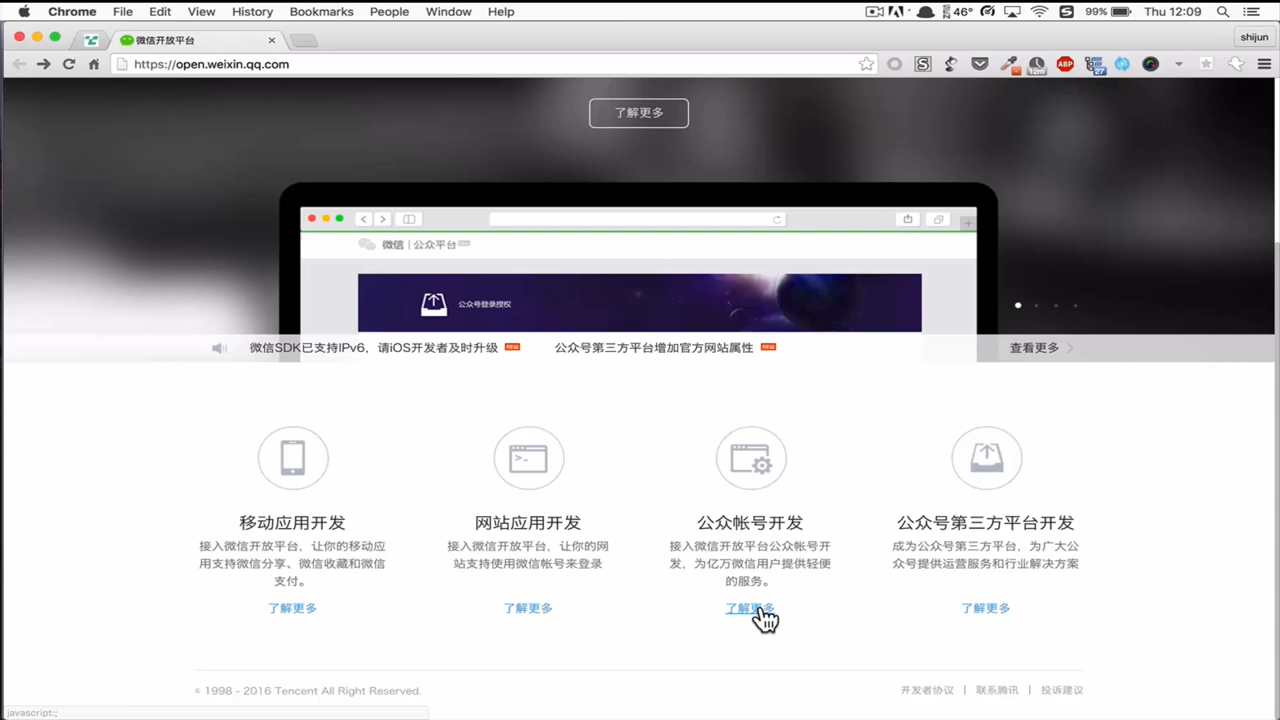 Chrome File Edit View History Bookmarks People Window Help 46° 99% Thu 12:09
微信开放平台 shijun
https://open.weixin.qq.com
ABP 12m 27
了解更多
微信 | 公众平台
公众号登录授权
微信SDK已支持IPv6，请iOS开发者及时升级 NEW 公众号第三方平台增加官方网站属性 NEW 查看更多
移动应用开发
接入微信开放平台，让你的移动应
用支持微信分享、微信收藏和微信
支付。
了解更多
网站应用开发
接入微信开放平台，让你的网
站支持使用微信帐号来登录
了解更多
公众帐号开发
接入微信开放平台公众帐号开
发，为亿万微信用户提供轻便
的服务。
了解更多
公众号第三方平台开发
成为公众号第三方平台，为广大公
众号提供运营服务和行业解决方案
了解更多
© 1998 - 2016 Tencent All Right Reserved. 开发者协议 | 联系腾讯 | 投诉建议
javascript:;